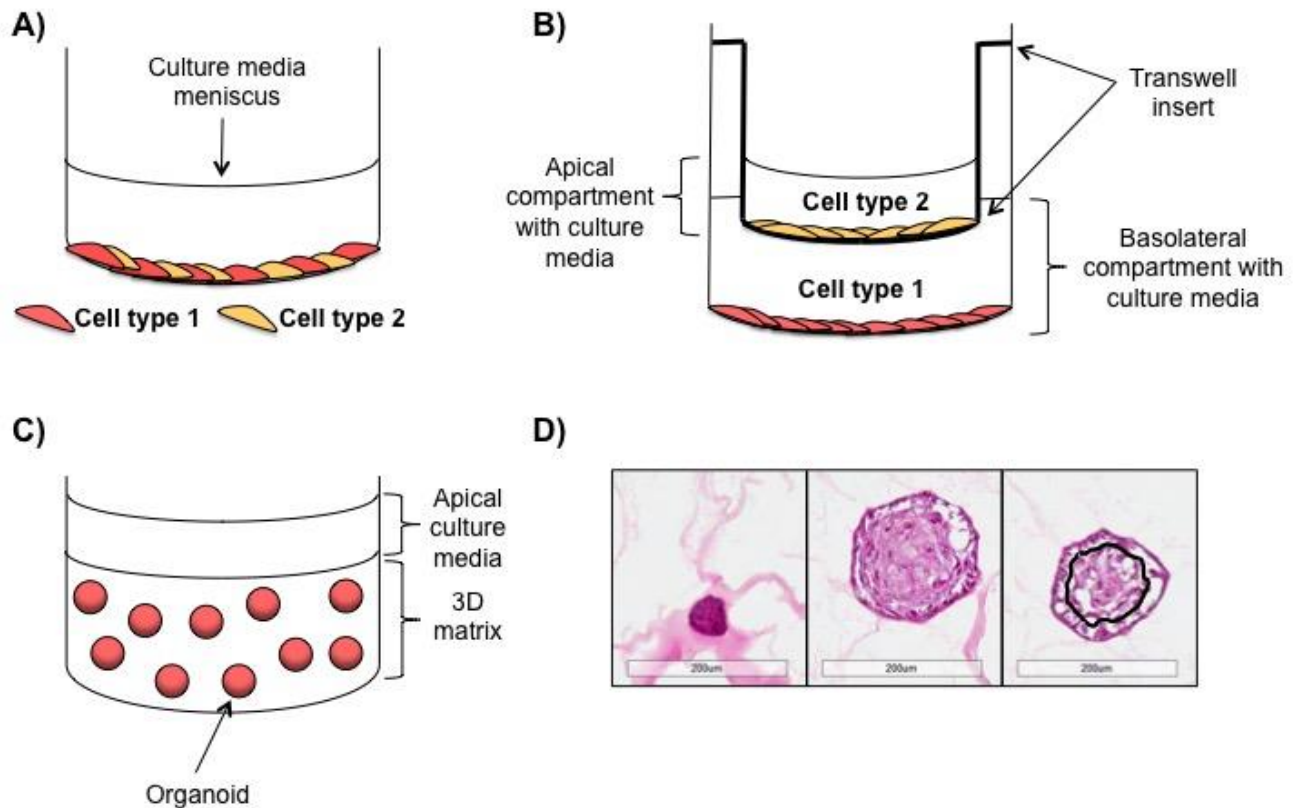 A)
Culture media
meniscus
Cell type 1
Cell type 2
B)
Transwell
insert
Apical
compartment
with culture
media
Cell type 2
Cell type 1
Basolateral
compartment with
culture media
C)
Apical
culture
media
3D
matrix
Organoid
D)
200um
200um
200um